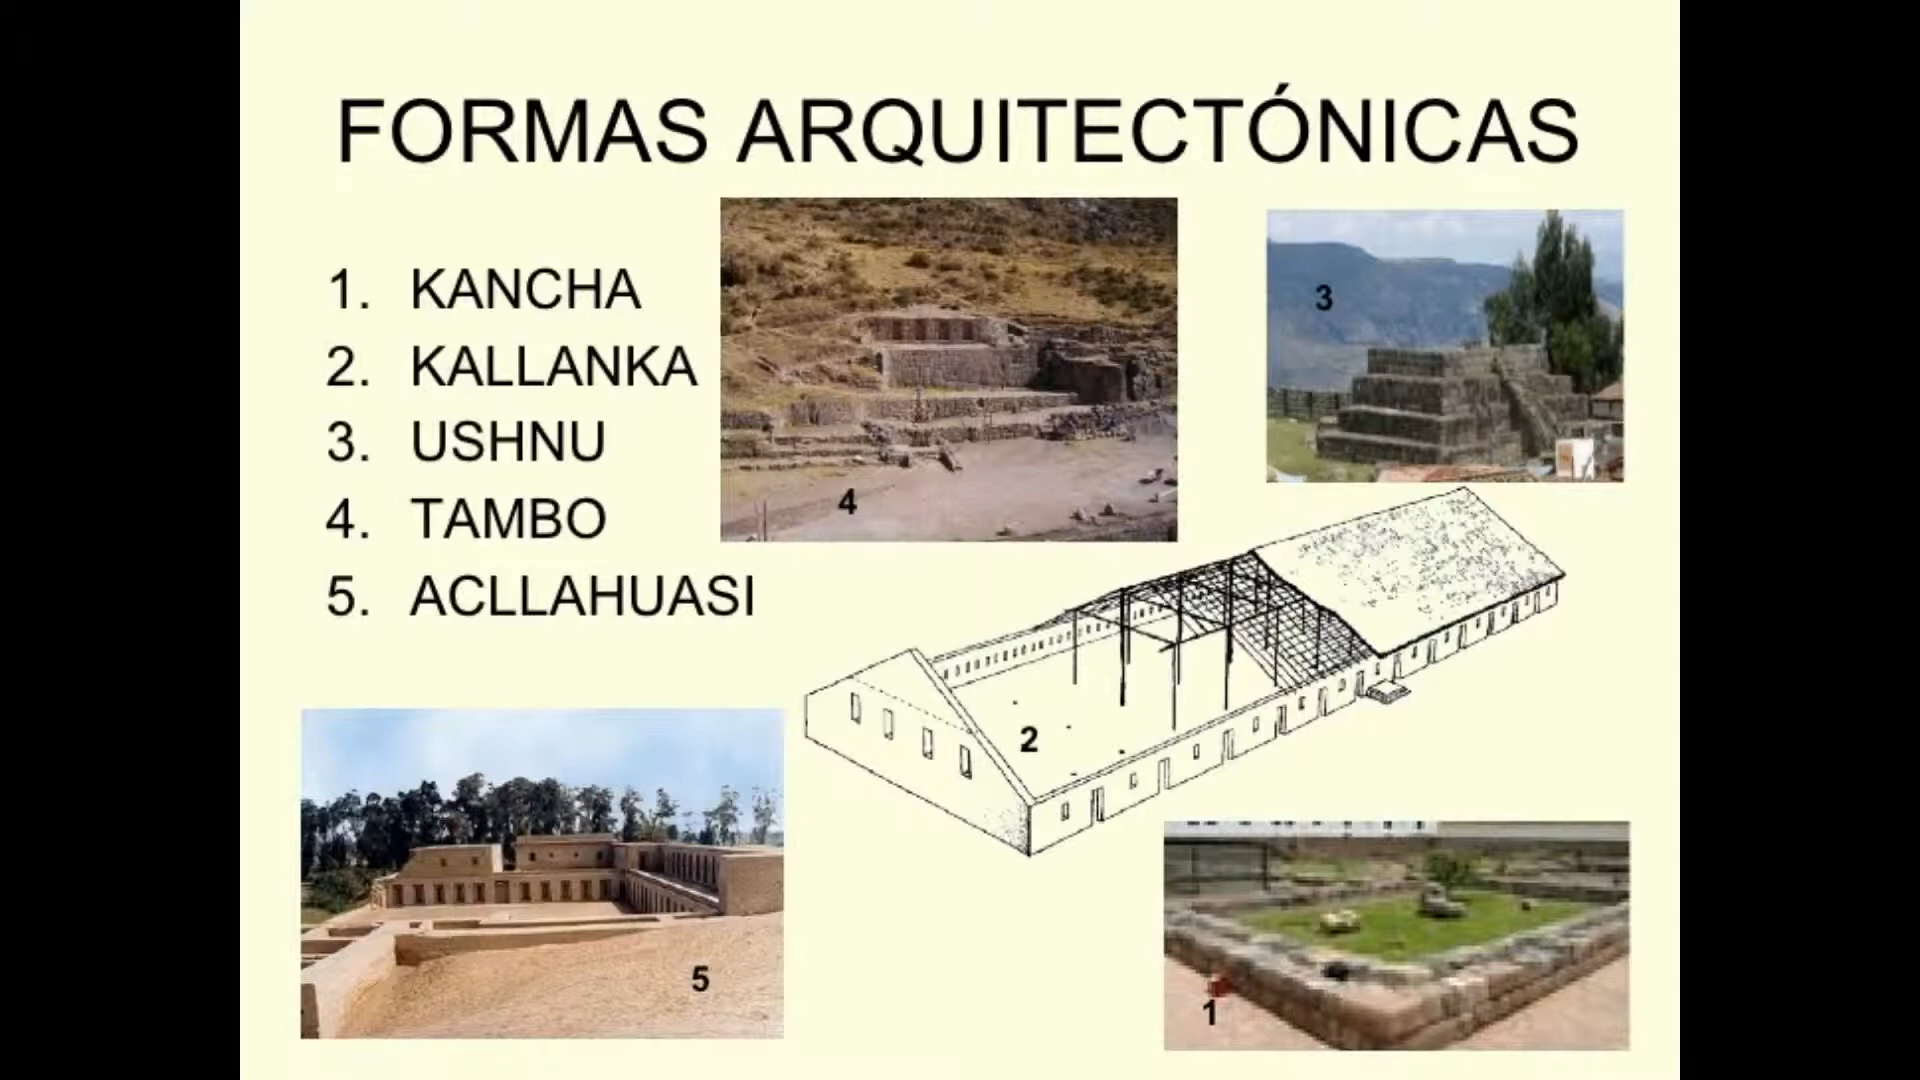 FORMAS ARQUITECTÓNICAS
1. KANCHA
2. KALLANKA
3. USHNU
4. TAMBO
5. ACLLAHUASI
4
3
2
5
1